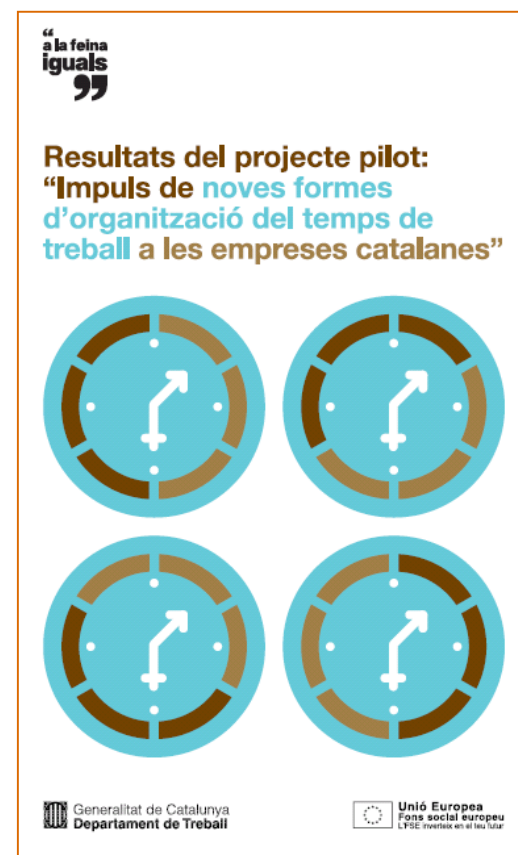 “
a la feina
iguals
”
Resultats del projecte pilot:
“Impuls de noves formes
d’organització del temps de
treball a les empreses catalanes”
Generalitat de Catalunya
Departament de Treball
Unió Europea
Fons social europeu
L’FSE inverteix en el teu futur